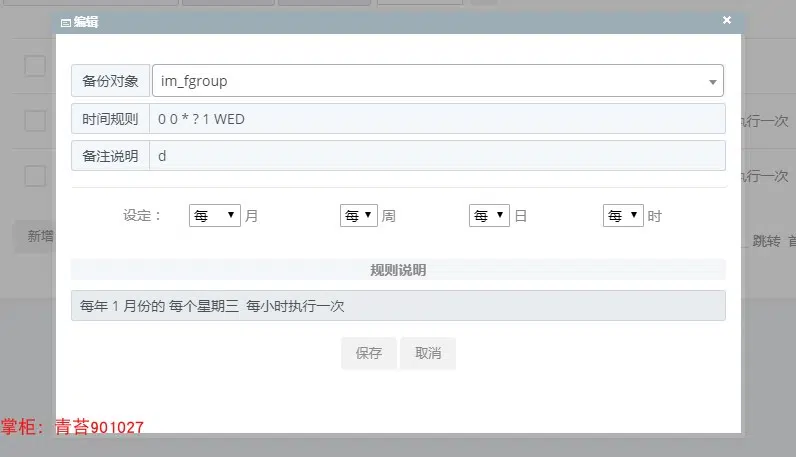 编辑
备份对象 im_fgroup
时间规则 0 0 * ? 1 WED
执行一次
备注说明 d
执行一次
设定： 每 月 每 周 每 日 每 时
新增
跳转 首
规则说明
每年 1 月份的 每个星期三 每小时执行一次
保存 取消
掌柜：青苔901027